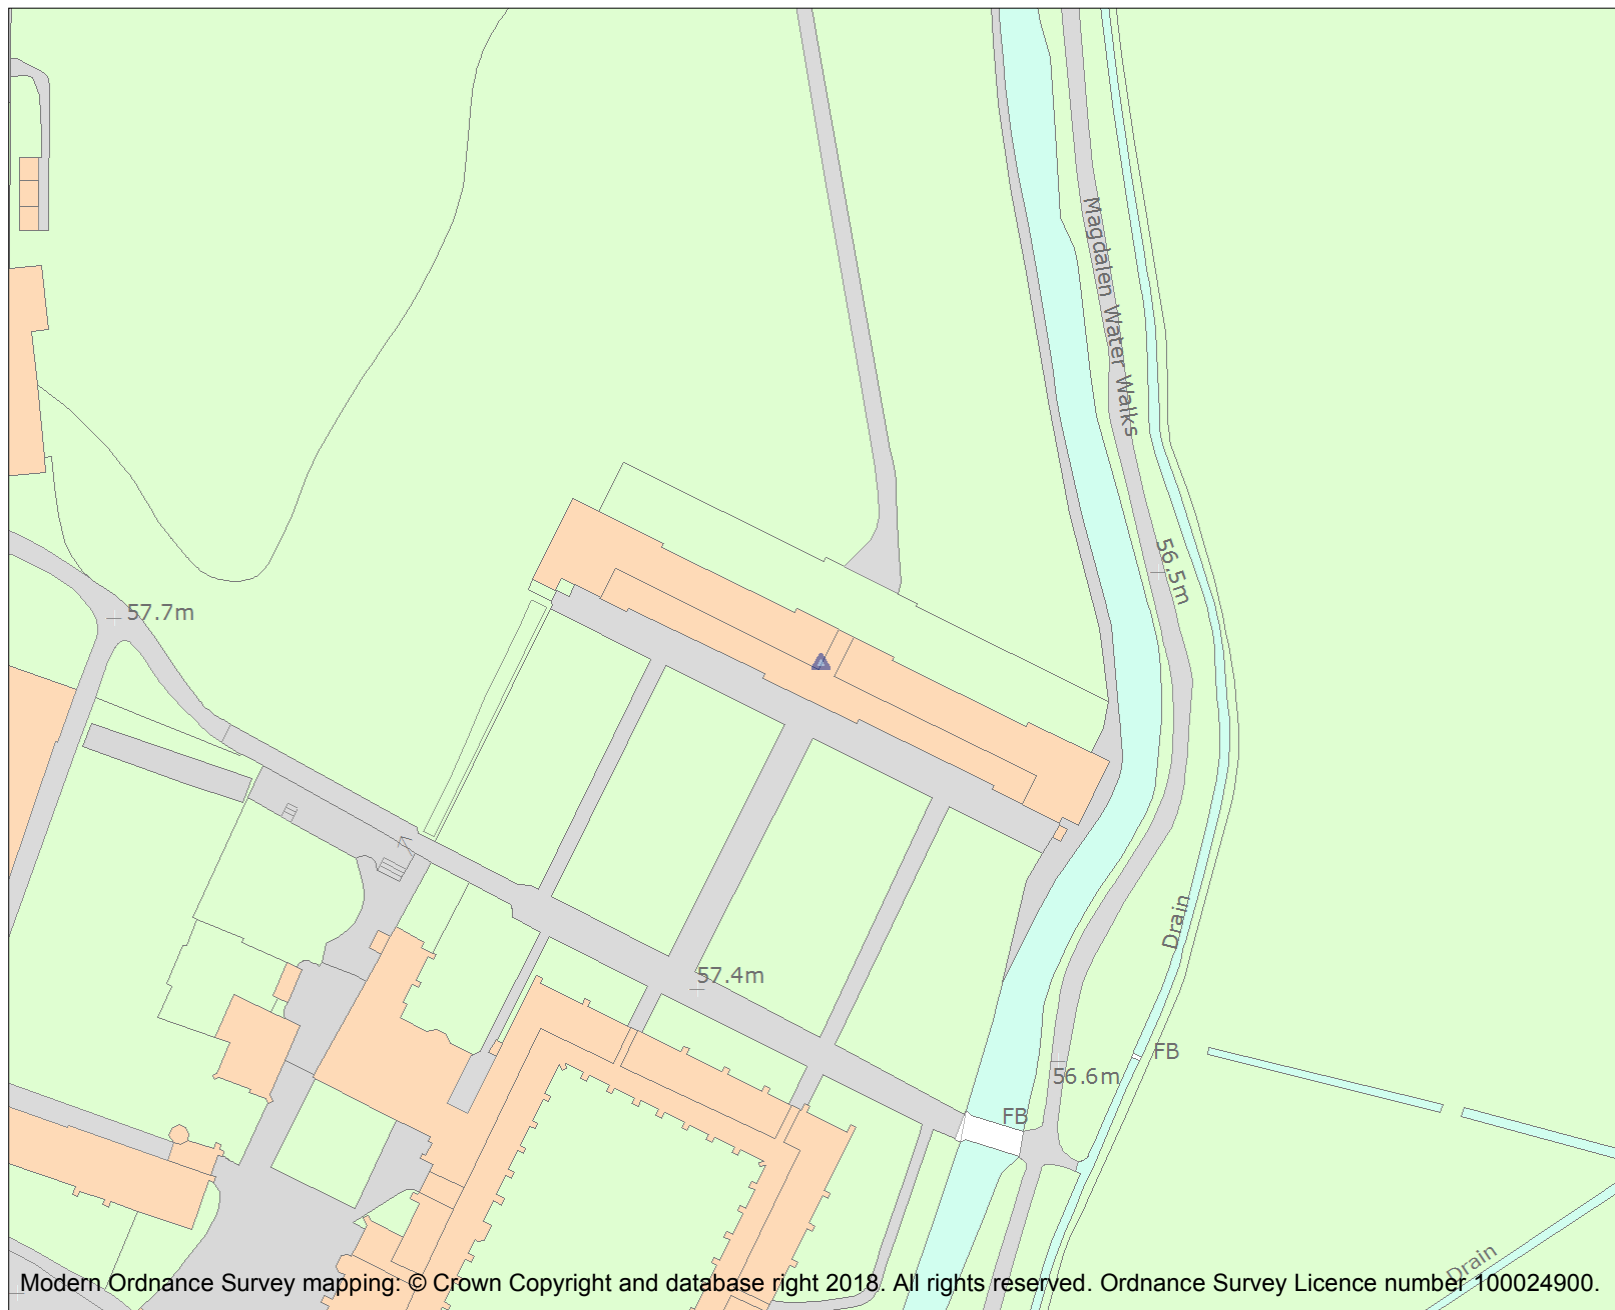 Magdalen Water Walks
56.5m
57.7m
Drain
57.4m
FB
56.6m
FB
Drain
Modern Ordnance Survey mapping: © Crown Copyright and database right 2018. All rights reserved. Ordnance Survey Licence number 100024900.